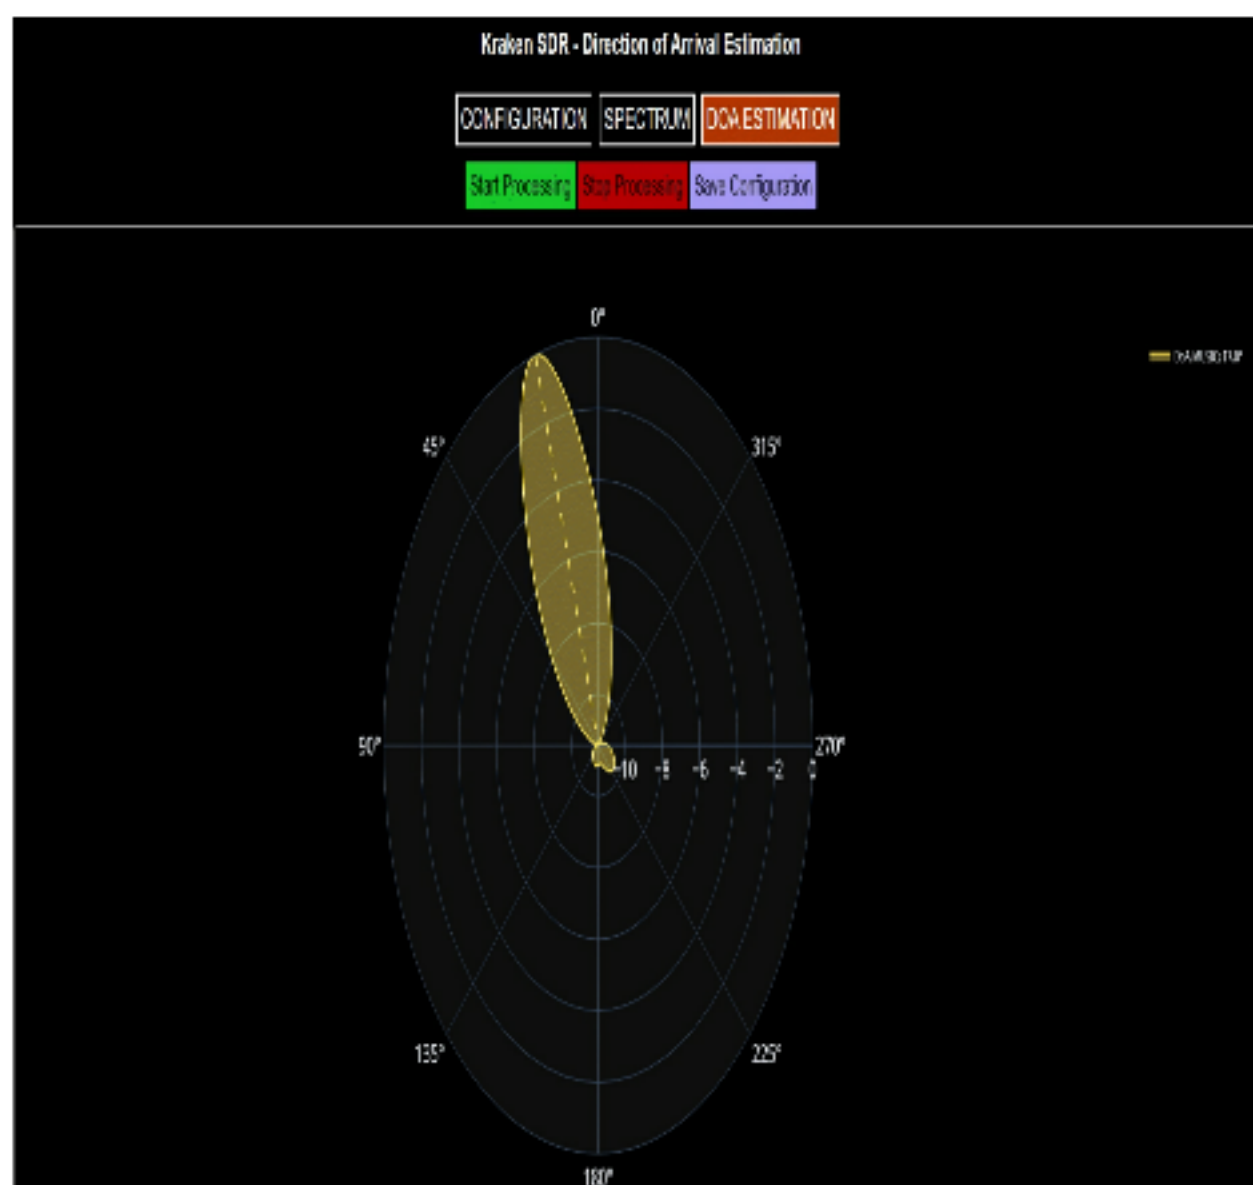 Kraken SDR - Direction of Arrival Estimation
CONFIGURATION SPECTRUM DOA ESTIMATION
Start Processing Stop Processing Save Configuration
0°
45° 315°
90° 270°
-10 -8 -6 -4 -2 0
135° 225°
180°